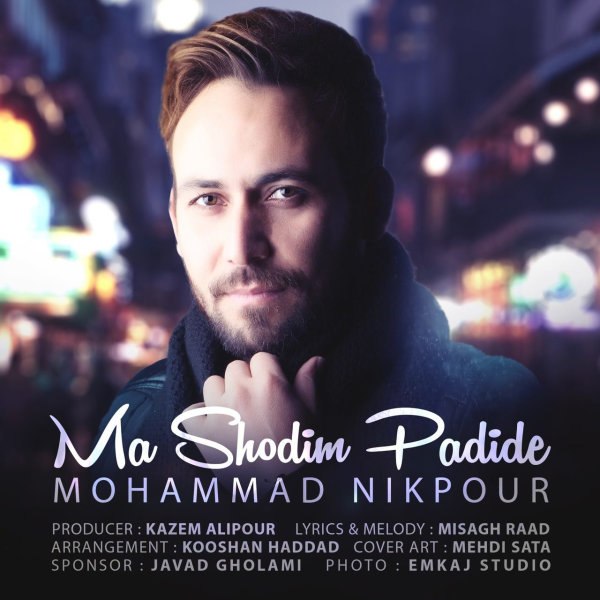 Ma Shodim Padide
MOHAMMAD NIKPOUR
PRODUCER : KAZEM ALIPOUR LYRICS & MELODY : MISAGH RAAD
ARRANGEMENT : KOOSHAN HADDAD COVER ART : MEHDI SATA
SPONSOR : JAVAD GHOLAMI PHOTO : EMKAJ STUDIO